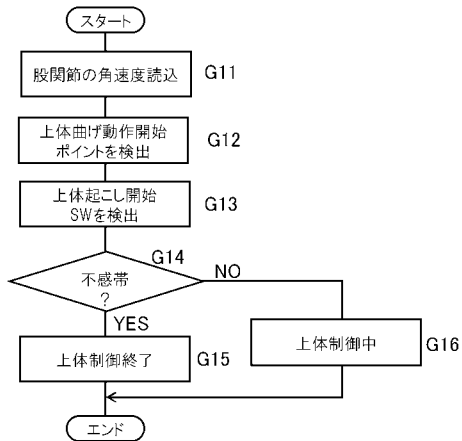 スタート
股関節の角速度読込
G11
上体曲げ動作開始
ポイントを検出
G12
上体起こし開始
SWを検出
G13
G14
不感帯
?
NO
YES
上体制御終了
G15
上体制御中
G16
エンド